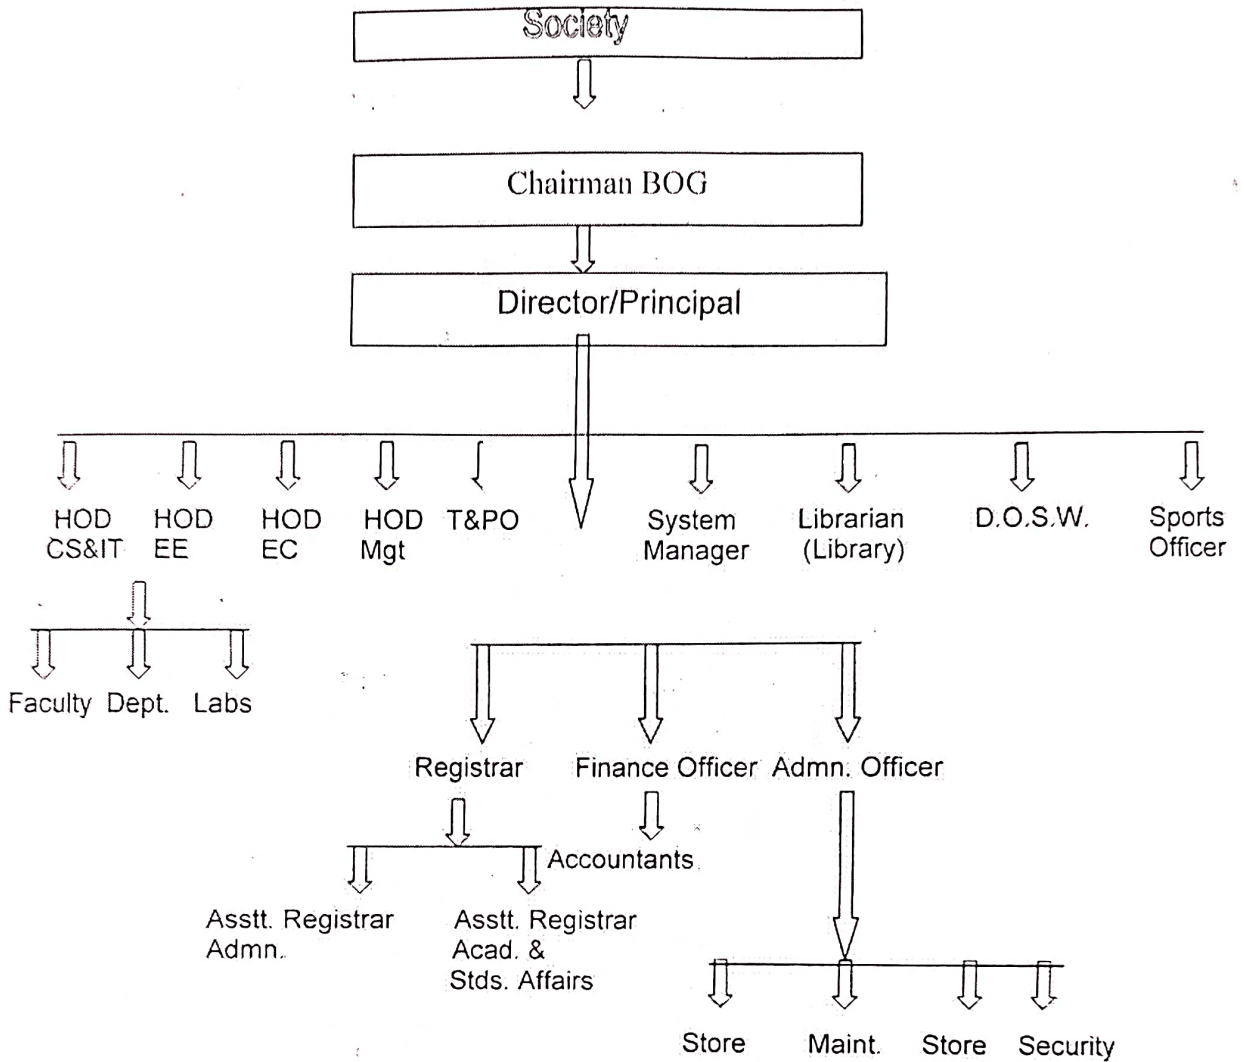 Society
Chairman BOG
Director/Principal
HOD
CS&IT
HOD
EE
HOD
EC
HOD
Mgt
T&PO
System
Manager
Librarian
(Library)
D.O.S.W.
Sports
Officer
Faculty
Dept.
Labs
Registrar
Finance Officer
Admn. Officer
Accountants
Asstt. Registrar
Admn.
Asstt. Registrar
Acad. &
Stds. Affairs
Store
Maint.
Store
Security